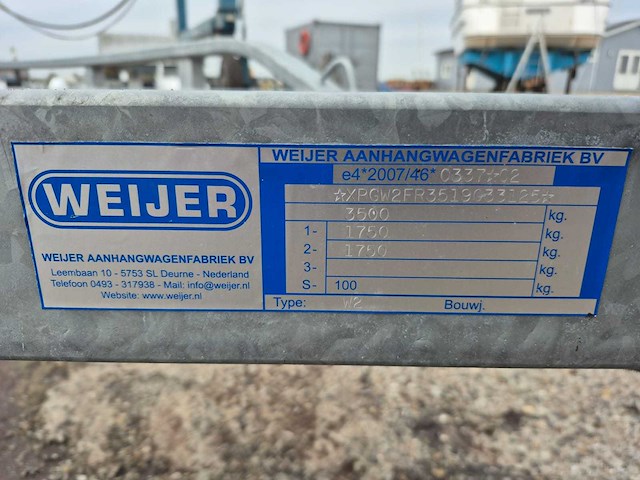 WEIJER
WEIJER AANHANGWAGENFABRIEK BV
Leembaan 10 - 5753 SL Deurne - Nederland
Telefoon 0493 - 317938 - Mail: info@weijer.nl
Website: www.weijer.nl
WEIJER AANHANGWAGENFABRIEK BV
e4*2007/46* 0337☆02
☆XPGW2FR3519033125☆
3500 kg.
1- 1750 kg.
2- 1750 kg.
3- kg.
S- 100 kg.
Type: W2 Bouwj.